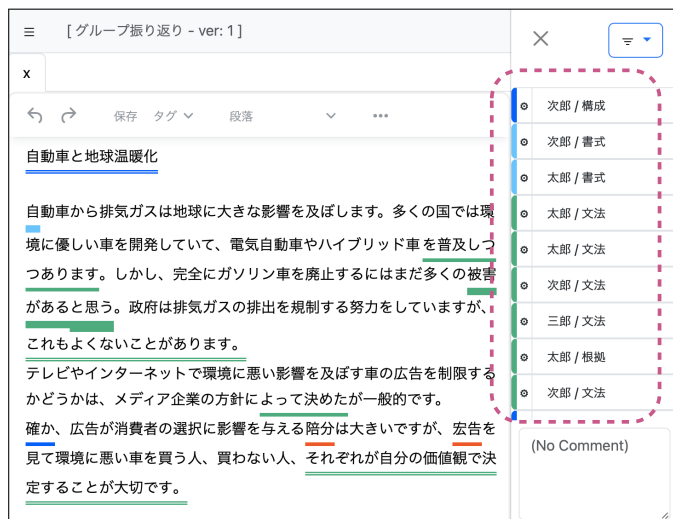 [ グループ振り返り - ver: 1 ]
x
保存 タグ 段落
自動車と地球温暖化
自動車から排気ガスは地球に大きな影響を及ぼします。多くの国では環
境に優しい車を開発していて、電気自動車やハイブリッド車を普及しつ
つあります。しかし、完全にガソリン車を廃止するにはまだ多くの被害
があると思う。政府は排気ガスの排出を規制する努力をしていますが、
これもよくないことがあります。
テレビやインターネットで環境に悪い影響を及ぼす車の広告を制限する
かどうかは、メディア企業の方針によって決めたが一般的です。
確か、広告が消費者の選択に影響を与える陪分は大きいですが、宏告を
見て環境に悪い車を買う人、買わない人、それぞれが自分の価値観で決
定することが大切です。
次郎 / 構成
次郎 / 書式
太郎 / 書式
太郎 / 文法
太郎 / 文法
次郎 / 文法
三郎 / 文法
太郎 / 根拠
次郎 / 文法
(No Comment)